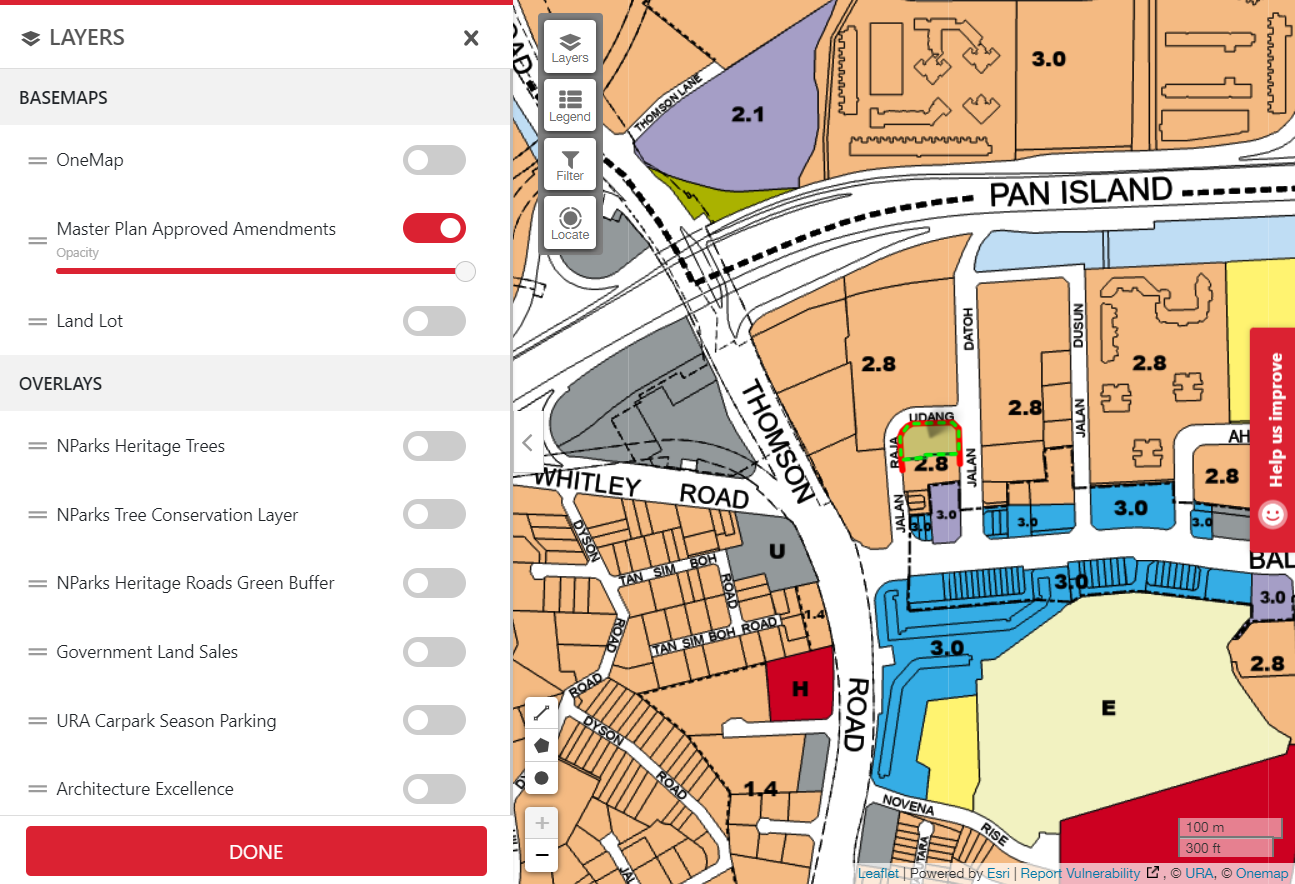 LAYERS
BASEMAPS
OneMap
Master Plan Approved Amendments
Opacity
Land Lot
OVERLAYS
NParks Heritage Trees
NParks Tree Conservation Layer
NParks Heritage Roads Green Buffer
Government Land Sales
URA Carpark Season Parking
Architecture Excellence
DONE
Layers
Legend
Filter
Locate
THOMSON LANE
2.1
3.0
PAN ISLAND
DATOH
DUSUN
2.8
2.8
2.8
JALAN
UDANG
RAJA
JALAN
2.8
JALAN
AH
2.8
3.0
3.0
3.0
3.0
3.0
THOMSON
WHITLEY ROAD
DYSON
ROAD
U
TAN SIM BOH
ROAD
TAN SIM BOH ROAD
1.4
BAL
3.0
3.0
3.0
2.8
H
ROAD
E
ROAD
DYSON
ROAD
1.4
NOVENA
RISE
Help us improve
100 m
300 ft
Leaflet | Powered by Esri | Report Vulnerability , © URA, © Onemap